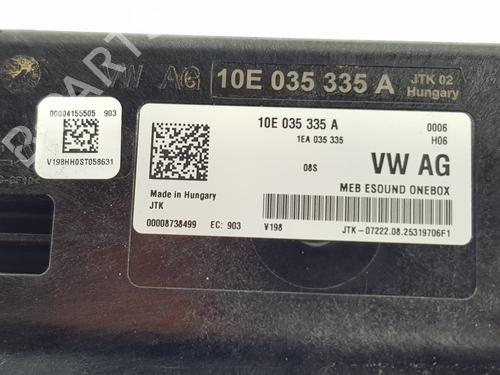 VW AG
10E 035 335 A
JTK 02
Hungary
00004155505 903
V198HH0ST058631
10E 035 335 A
1EA 035 335
0006
H06
08S
VW AG
MEB ESOUND ONEBOX
Made in Hungary
JTK
00008738499 EC: 903 V198
JTK-07222.08.25319706F1
B-PARTS